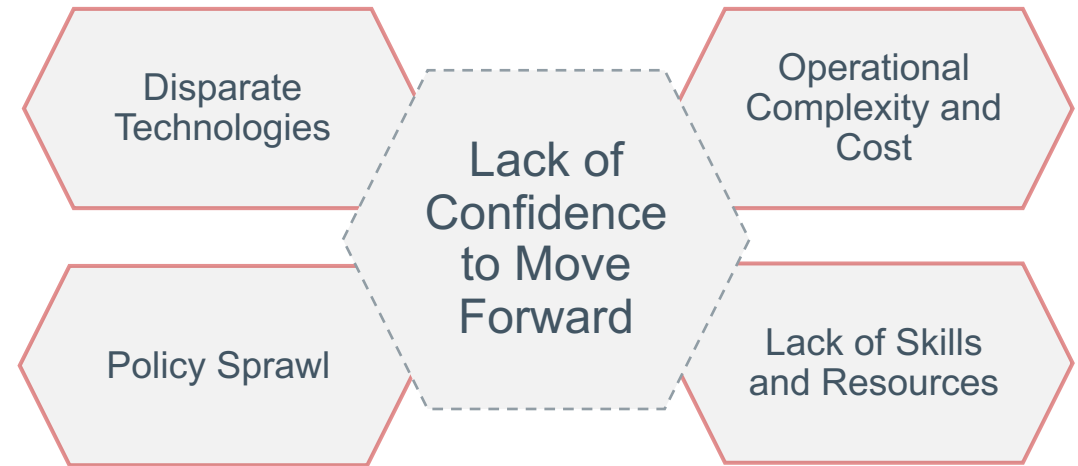 Disparate
Technologies
Operational
Complexity and
Cost
Lack of
Confidence
to Move
Forward
Policy Sprawl
Lack of Skills
and Resources